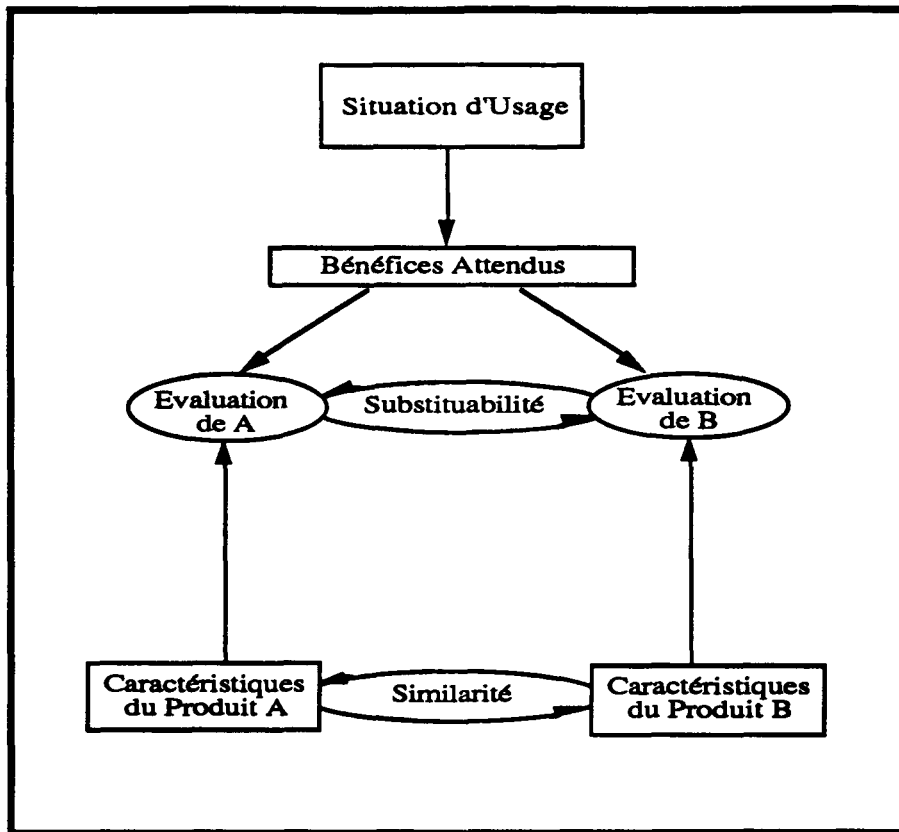 Situation d'Usage
Bénéfices Attendus
Evaluation
de A
Substituabilité
Evaluation
de B
Caractéristiques
du Produit A
Similarité
Caractéristiques
du Produit B